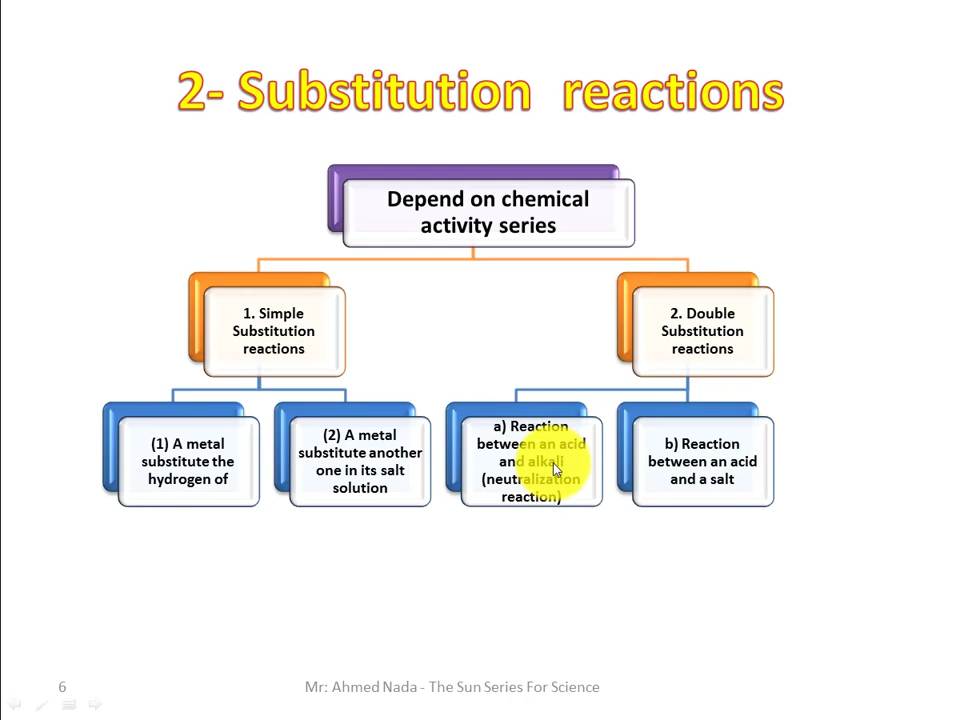 2- Substitution reactions
Depend on chemical
activity series
1. Simple
Substitution
reactions
2. Double
Substitution
reactions
(1) A metal
substitute the
hydrogen of
(2) A metal
substitute another
one in its salt
solution
a) Reaction
between an acid
and alkali
(neutralization
reaction)
b) Reaction
between an acid
and a salt
6
Mr: Ahmed Nada - The Sun Series For Science